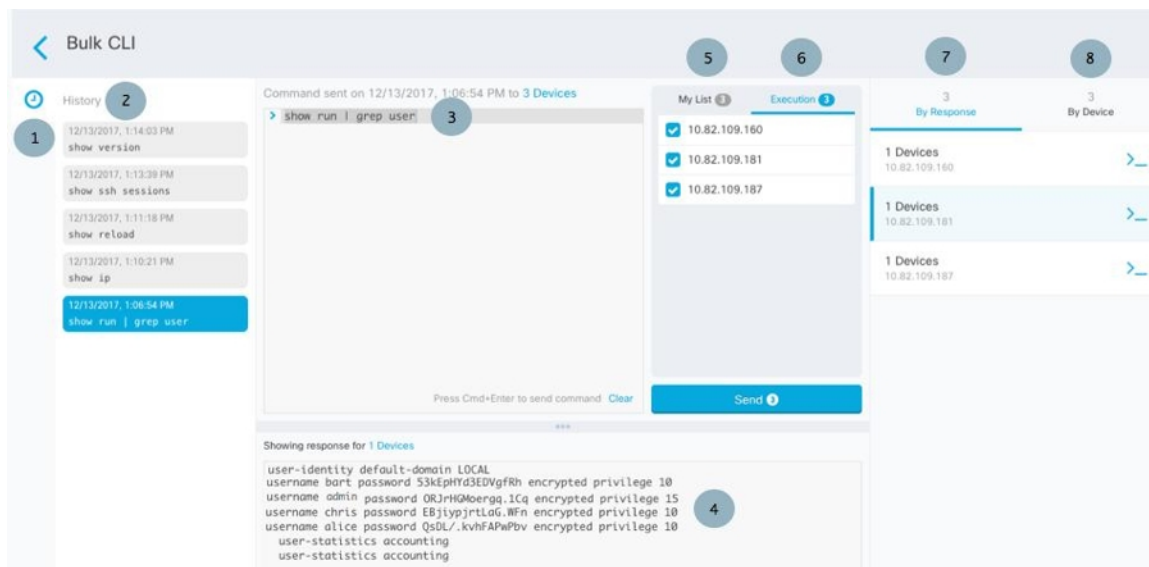 Bulk CLI
5
6
7
8
1
History
2
12/13/2017, 1:14:03 PM
show version
12/13/2017, 1:13:39 PM
show ssh sessions
12/13/2017, 1:11:18 PM
show reload
12/13/2017, 1:10:21 PM
show ip
12/13/2017, 1:06:54 PM
show run | grep user
Command sent on 12/13/2017, 1:06:54 PM to 3 Devices
> show run | grep user
3
Press Cmd+Enter to send command Clear
My List 3 Execution 3
10.82.109.160
10.82.109.181
10.82.109.187
Send 3
3
By Response
3
By Device
1 Devices
10.82.109.160
>_
1 Devices
10.82.109.181
>_
1 Devices
10.82.109.187
>_
Showing response for 1 Devices
user-identity default-domain LOCAL
username bart password 53kEpHYd3EDVgfRh encrypted privilege 10
username admin password ORJrHGMoergq.1Cq encrypted privilege 15
username chris password EBjiypjrtLaG.WFn encrypted privilege 10
username alice password QsDL/.kvhFAPwPbv encrypted privilege 10
user-statistics accounting
user-statistics accounting
4